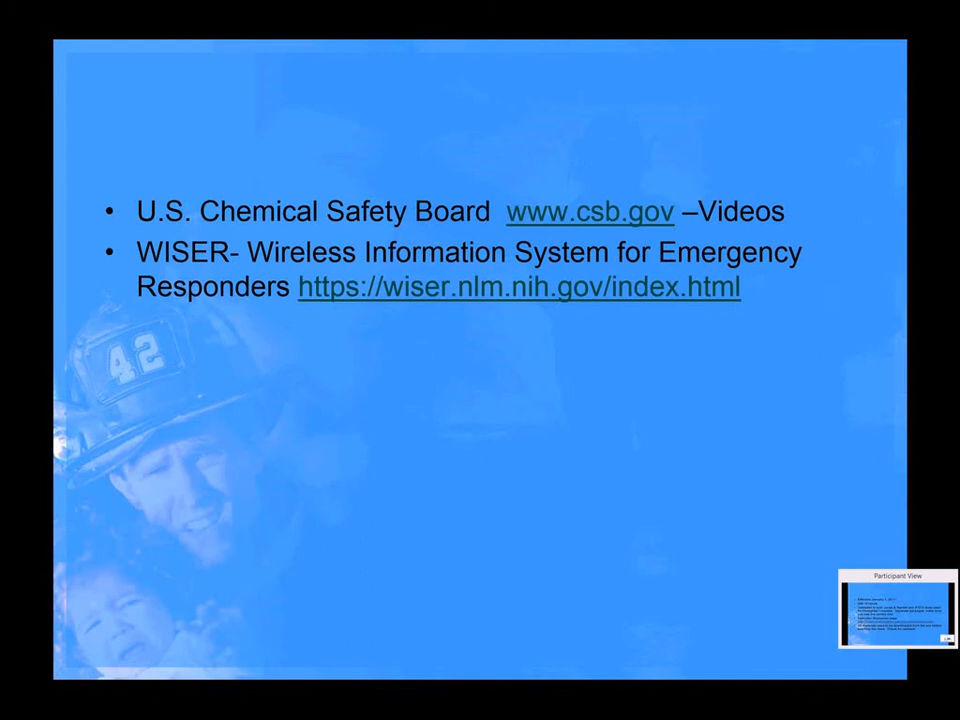 • U.S. Chemical Safety Board www.csb.gov –Videos
• WISER- Wireless Information System for Emergency
Responders https://wiser.nlm.nih.gov/index.html
42
Participant View